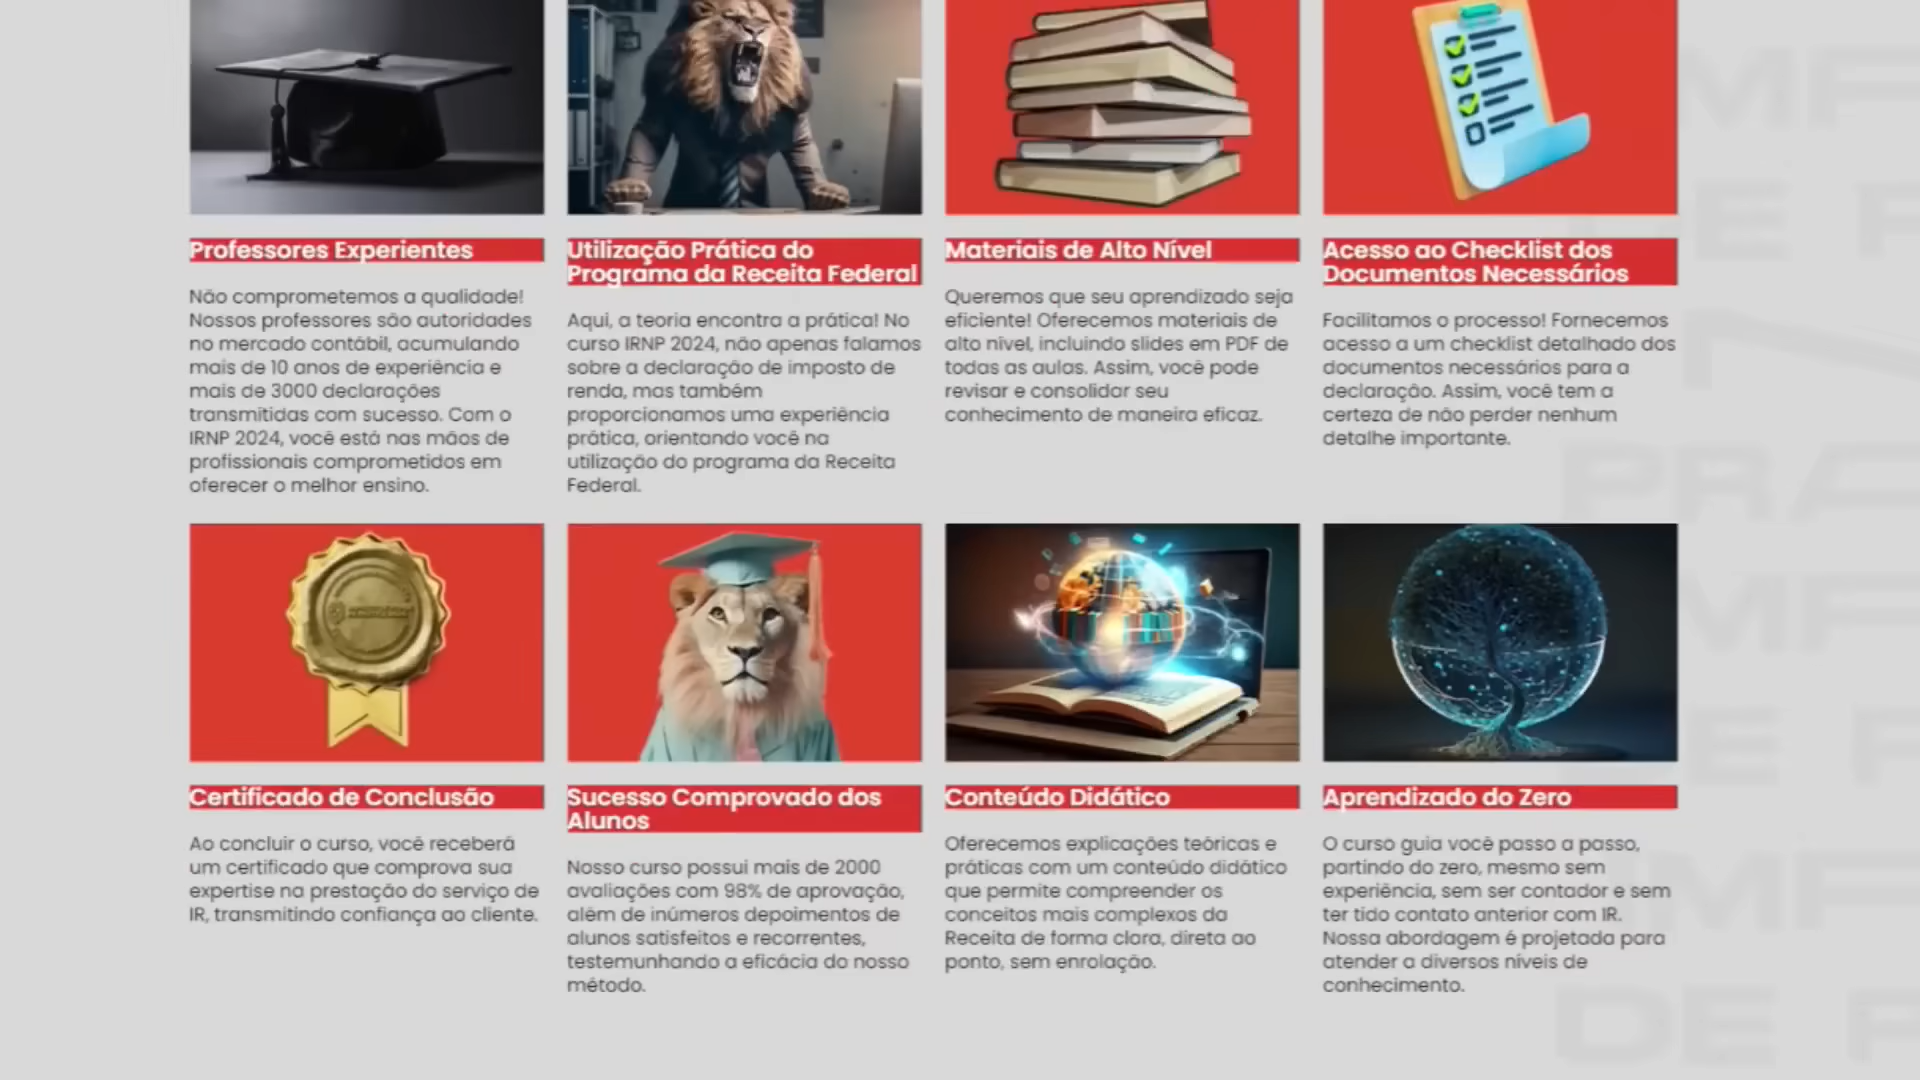 Professores Experientes
Não comprometemos a qualidade!
Nossos professores são autoridades
no mercado contábil, acumulando
mais de 10 anos de experiência e
mais de 3000 declarações
transmitidas com sucesso. Com o
IRNP 2024, você está nas mãos de
profissionais comprometidos em
oferecer o melhor ensino.
Utilização Prática do
Programa da Receita Federal
Aqui, a teoria encontra a prática! No
curso IRNP 2024, não apenas falamos
sobre a declaração de imposto de
renda, mas também
proporcionamos uma experiência
prática, orientando você na
utilização do programa da Receita
Federal.
Materiais de Alto Nível
Queremos que seu aprendizado seja
eficiente! Oferecemos materiais de
alto nível, incluindo slides em PDF de
todas as aulas. Assim, você pode
revisar e consolidar seu
conhecimento de maneira eficaz.
Acesso ao Checklist dos
Documentos Necessários
Facilitamos o processo! Fornecemos
acesso a um checklist detalhado dos
documentos necessários para a
declaração. Assim, você tem a
certeza de não perder nenhum
detalhe importante.
Certificado de Conclusão
Ao concluir o curso, você receberá
um certificado que comprova sua
expertise na prestação do serviço de
IR, transmitindo confiança ao cliente.
Sucesso Comprovado dos
Alunos
Nosso curso possui mais de 2000
avaliações com 98% de aprovação,
além de inúmeros depoimentos de
alunos satisfeitos e recorrentes,
testemunhando a eficácia do nosso
método.
Conteúdo Didático
Oferecemos explicações teóricas e
práticas com um conteúdo didático
que permite compreender os
conceitos mais complexos da
Receita de forma clara, direta ao
ponto, sem enrolação.
Aprendizado do Zero
O curso guia você passo a passo,
partindo do zero, mesmo sem
experiência, sem ser contador e sem
ter tido contato anterior com IR.
Nossa abordagem é projetada para
atender a diversos níveis de
conhecimento.